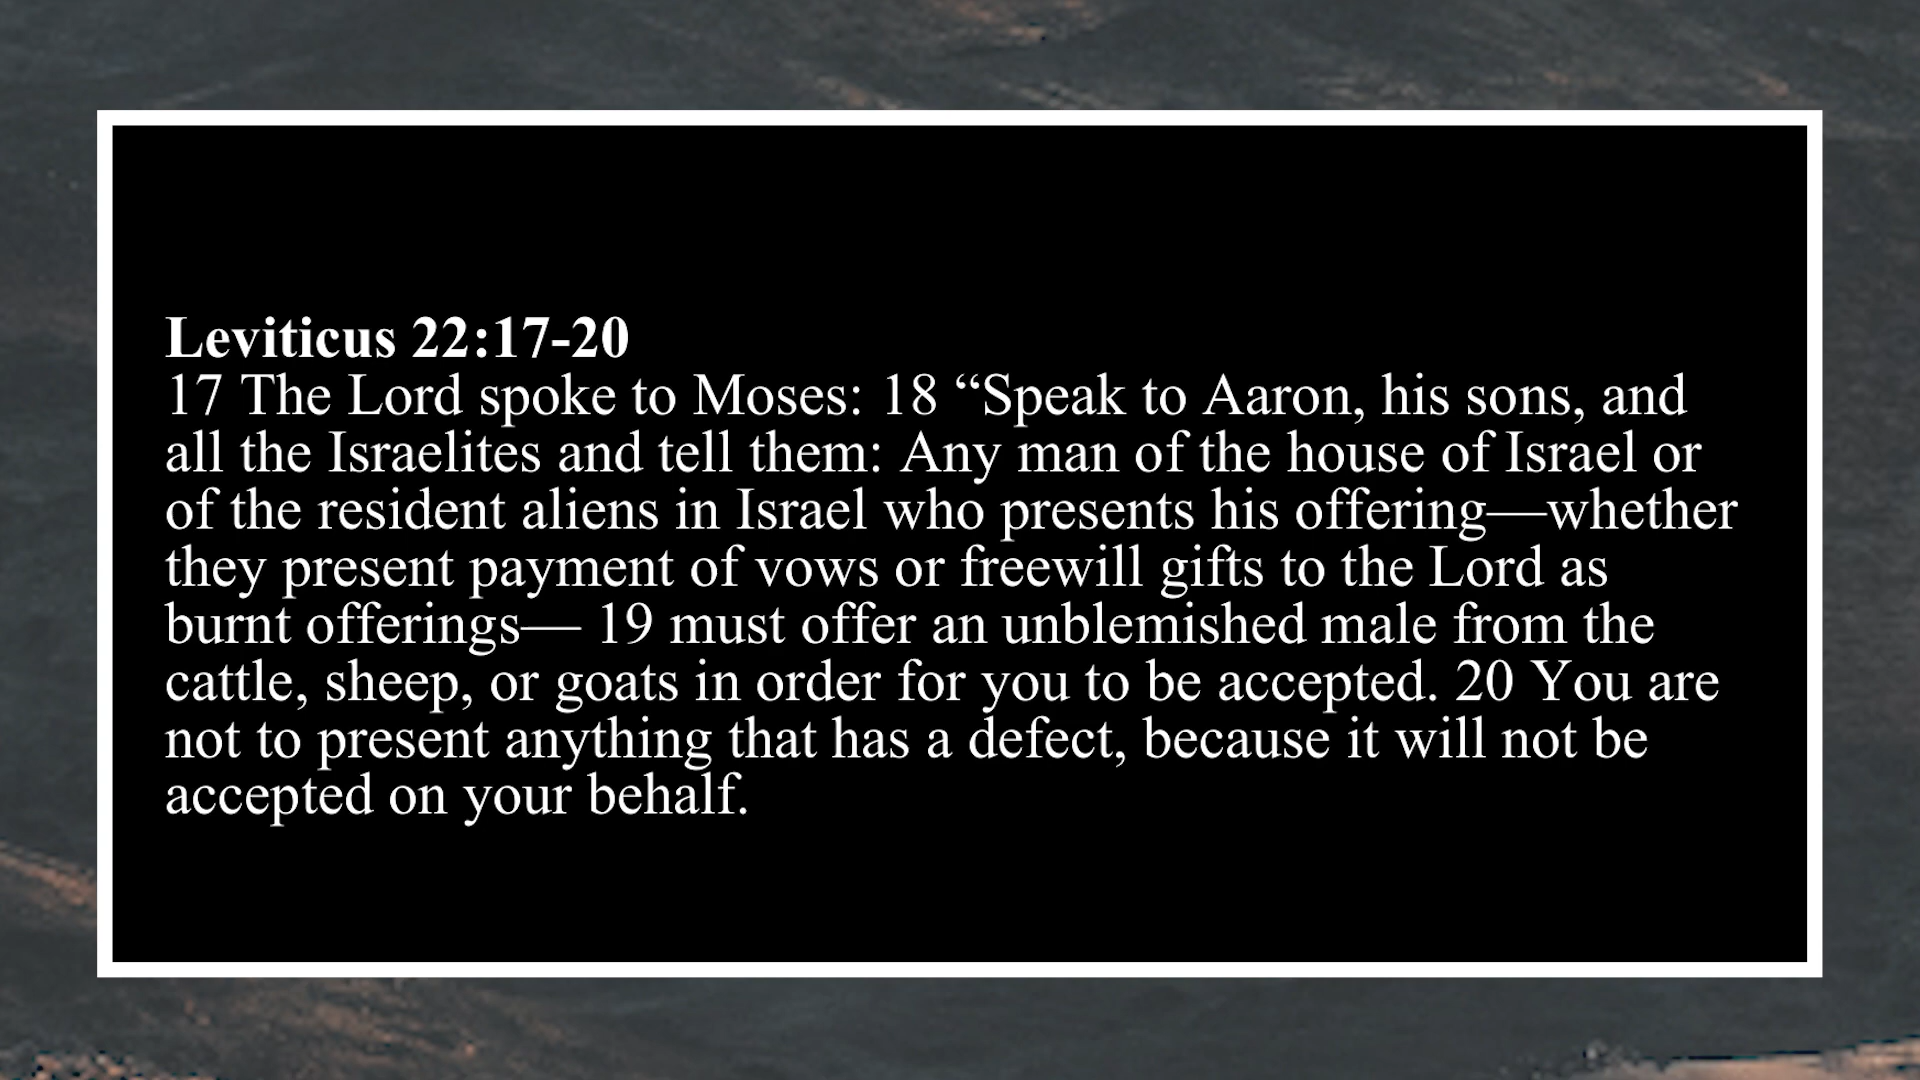 Leviticus 22:17-20
17 The Lord spoke to Moses: 18 “Speak to Aaron, his sons, and
all the Israelites and tell them: Any man of the house of Israel or
of the resident aliens in Israel who presents his offering—whether
they present payment of vows or freewill gifts to the Lord as
burnt offerings— 19 must offer an unblemished male from the
cattle, sheep, or goats in order for you to be accepted. 20 You are
not to present anything that has a defect, because it will not be
accepted on your behalf.